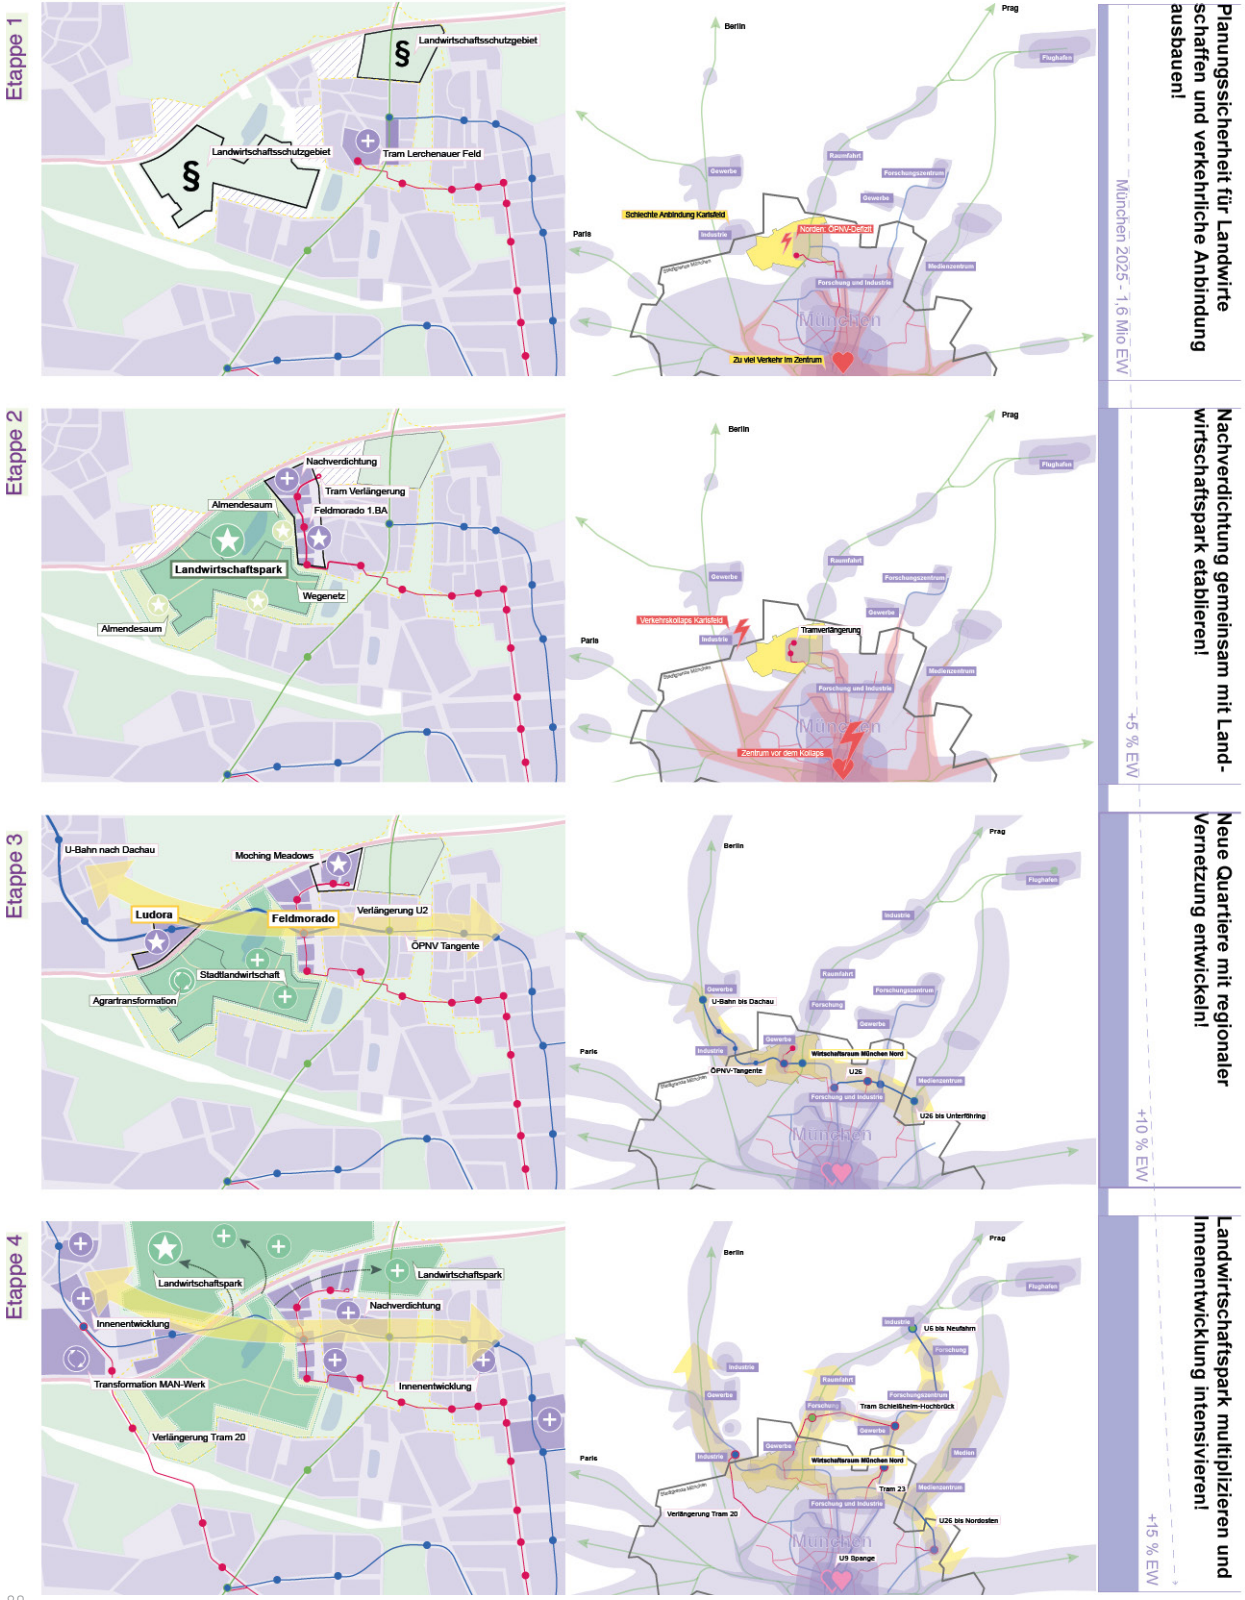 Etappe 1
Landwirtschaftsschutzgebiet
§
Landwirtschaftsschutzgebiet
§
Tram Lerchenauer Feld
Berlin
Prag
Flughafen
Raumfahrt
Gewerbe
Forschungszentrum
Gewerbe
Schlechte Anbindung Karlsfeld
Paris
Industrie
Norden: ÖPNV-Defizit
Stadtgrenze München
Medienzentrum
Forschung und Industrie
München
Zu viel Verkehr im Zentrum
Planungssicherheit für Landwirte
schaffen und verkehrliche Anbindung
ausbauen!
München 2025 - 1,6 Mio EW
Etappe 2
Nachverdichtung
Tram Verlängerung
Almendesaum
Feldmorado 1.BA
Landwirtschaftspark
Wegenetz
Almendesaum
Berlin
Prag
Flughafen
Raumfahrt
Gewerbe
Forschungszentrum
Gewerbe
Verkehrskollaps Karlsfeld
Tramverlängerung
Paris
Industrie
Stadtgrenze München
Medienzentrum
Forschung und Industrie
München
Zentrum vor dem Kollaps
Nachverdichtung gemeinsam mit Land-
wirtschaftspark etablieren!
+5 % EW
Etappe 3
U-Bahn nach Dachau
Moching Meadows
Ludora
Feldmorado
Verlängerung U2
ÖPNV Tangente
Stadtlandwirtschaft
Agrartransformation
Berlin
Prag
Flughafen
Industrie
Raumfahrt
Gewerbe
U-Bahn bis Dachau
Forschung
Forschungszentrum
Gewerbe
Gewerbe
Industrie
Wirtschaftsraum München Nord
Paris
ÖPNV-Tangente
U26
Medienzentrum
Stadtgrenze München
Forschung und Industrie
U26 bis Unterföhring
München
Neue Quartiere mit regionaler
Vernetzung entwickeln!
+10 % EW
Etappe 4
Landwirtschaftspark
Landwirtschaftspark
Nachverdichtung
Innenentwicklung
Transformation MAN-Werk
Innenentwicklung
Verlängerung Tram 20
Berlin
Prag
Flughafen
Industrie
U6 bis Neufahrn
Forschung
Industrie
Raumfahrt
Gewerbe
Forschungszentrum
Forschung
Tram Schleißheim-Hochbrück
Gewerbe
Gewerbe
Medien
Industrie
Wirtschaftsraum München Nord
Paris
Tram 23
Medienzentrum
Stadtgrenze München
Forschung und Industrie
Verlängerung Tram 20
U26 bis Nordosten
München
U9 Spange
Landwirtschaftspark multiplizieren und
Innenentwicklung intensivieren!
+15 % EW